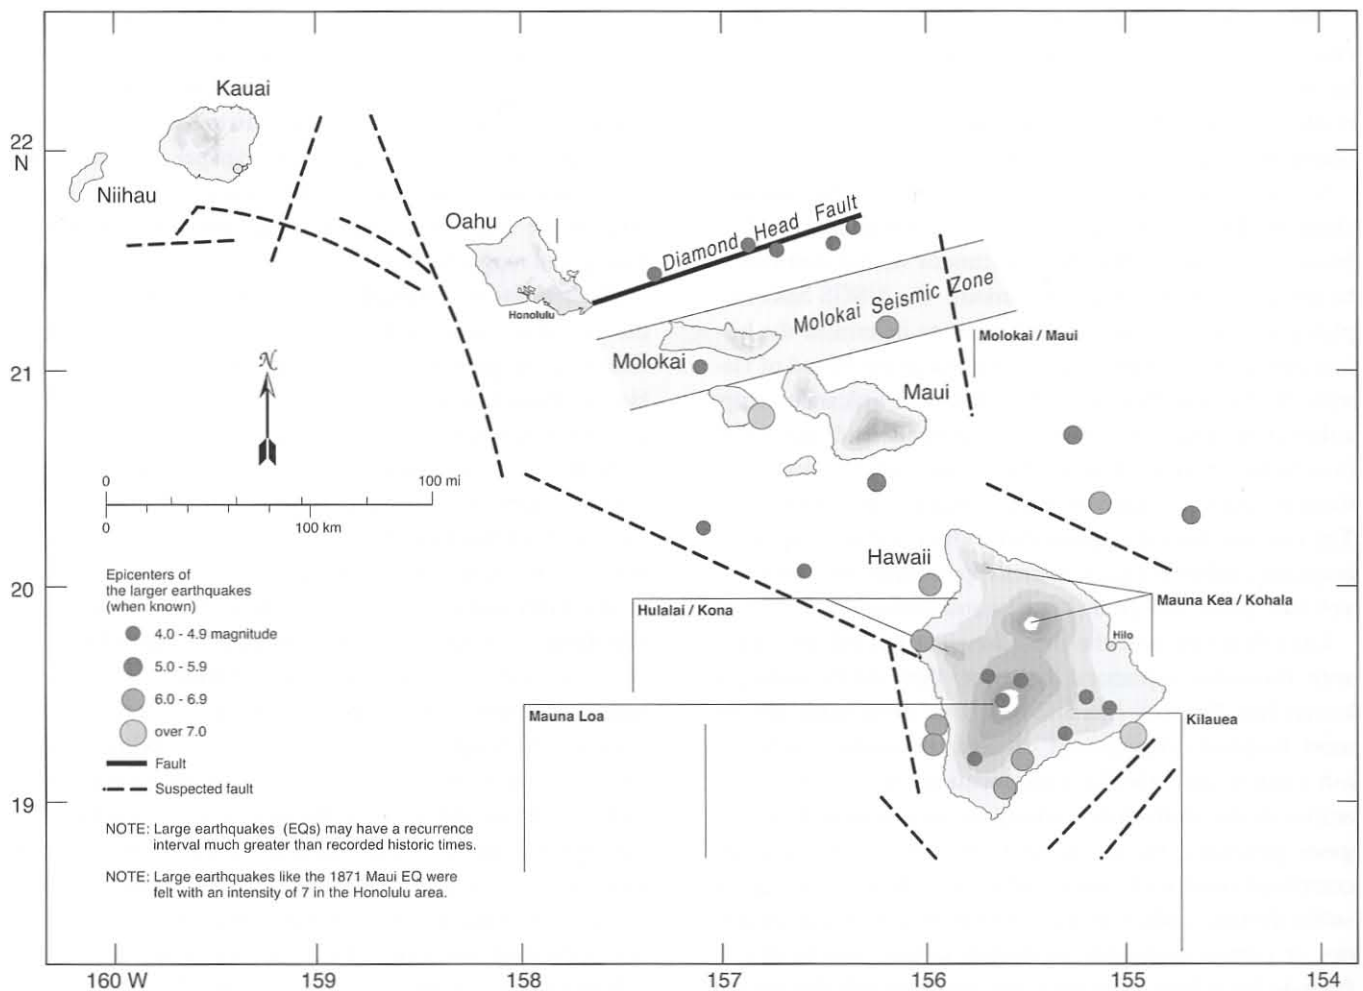 Kauai
22
N
Niihau
Oahu
Diamond Head Fault
Molokai Seismic Zone
Honolulu
Molokai / Maui
Molokai
N
21
Maui
0
100 mi
0
100 km
Hawaii
Epicenters of
the larger earthquakes
(when known)
20
Mauna Kea / Kohala
Hulalai / Kona
4.0 - 4.9 magnitude
Hilo
5.0 - 5.9
6.0 - 6.9
Mauna Loa
Kilauea
over 7.0
Fault
Suspected fault
19
NOTE: Large earthquakes (EQs) may have a recurrence
interval much greater than recorded historic times.
NOTE: Large earthquakes like the 1871 Maui EQ were
felt with an intensity of 7 in the Honolulu area.
160 W
159
158
157
156
155
154